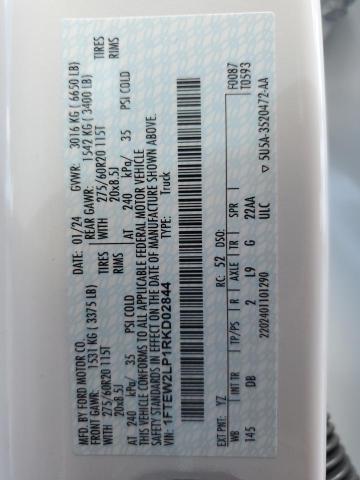 MFD. BY FORD MOTOR CO. DATE: 01/24 GVWR: 3016 KG ( 6650 LB)
FRONT GAWR: 1531 KG ( 3375 LB) REAR GAWR: 1542 KG ( 3400 LB)
WITH 275/60R20 115T TIRES WITH 275/60R20 115T TIRES
20x8.5J RIMS 20x8.5J RIMS
AT 240 kPa/ 35 PSI COLD AT 240 kPa/ 35 PSI COLD
THIS VEHICLE CONFORMS TO ALL APPLICABLE FEDERAL MOTOR VEHICLE
SAFETY STANDARDS IN EFFECT ON THE DATE OF MANUFACTURE SHOWN ABOVE.
VIN: 1FTEW2LP1RKD02844 TYPE: Truck
F0087
T0593
EXT PNT: YZ RC: 52 DSO:
WB INT TR TP/PS R AXLE TR SPR
145 DB 2 L9 G 22AA
ULC
2202401101290 5U5A-3520472-AA